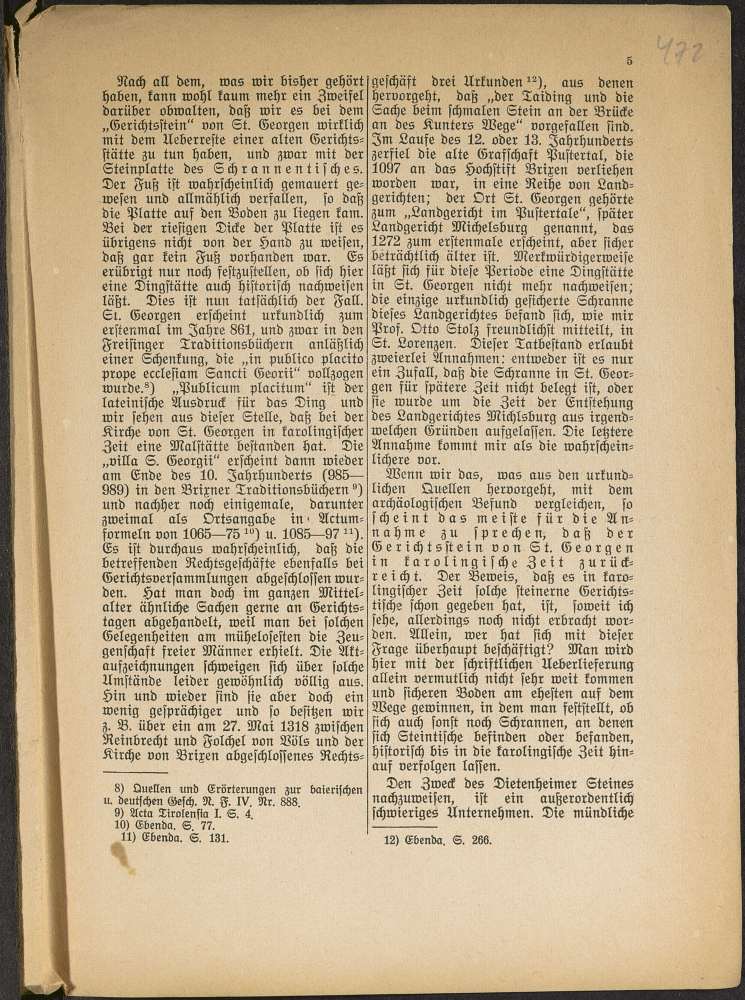 5
472
Nach all dem, was wir bisher gehört
haben, kann wohl kaum mehr ein Zweifel
darüber obwalten, daß wir es bei dem
„Gerichtsstein“ von St. Georgen wirklich
mit dem Ueberreste einer alten Gerichts-
stätte zu tun haben, und zwar mit der
Steinplatte des Schrannentisches.
Der Fuß ist wahrscheinlich gemauert ge-
wesen und allmählich verfallen, so daß
die Platte auf den Boden zu liegen kam.
Bei der riesigen Dicke der Platte ist es
übrigens nicht von der Hand zu weisen,
daß gar kein Fuß vorhanden war. Es
erübrigt nur noch festzustellen, ob sich hier
eine Dingstätte auch historisch nachweisen
läßt. Dies ist nun tatsächlich der Fall.
St. Georgen erscheint urkundlich zum
erstenmal im Jahre 861, und zwar in den
Freisinger Traditionsbüchern anläßlich
einer Schenkung, die „in publico placito
prope ecclesiam Sancti Georii“ vollzogen
wurde.⁸) „Publicum placitum“ ist der
lateinische Ausdruck für das Ding und
wir sehen aus dieser Stelle, daß bei der
Kirche von St. Georgen in karolingischer
Zeit eine Malstätte bestanden hat. Die
„villa S. Georgii“ erscheint dann wieder
am Ende des 10. Jahrhunderts (985—
989) in den Brixner Traditionsbüchern ⁹)
und nachher noch einigemale, darunter
zweimal als Ortsangabe in Actum-
formeln von 1065—75 ¹⁰) u. 1085—97 ¹¹).
Es ist durchaus wahrscheinlich, daß die
betreffenden Rechtsgeschäfte ebenfalls bei
Gerichtsversammlungen abgeschlossen wur-
den. Hat man doch im ganzen Mittel-
alter ähnliche Sachen gerne an Gerichts-
tagen abgehandelt, weil man bei solchen
Gelegenheiten am mühelosesten die Zeu-
genschaft freier Männer erhielt. Die Akt-
aufzeichnungen schweigen sich über solche
Umstände leider gewöhnlich völlig aus.
Hin und wieder sind sie aber doch ein
wenig gesprächiger und so besitzen wir
z. B. über ein am 27. Mai 1318 zwischen
Reinbrecht und Folchel von Völs und der
Kirche von Brixen abgeschlossenes Rechts-
8) Quellen und Erörterungen zur baierischen
u. deutschen Gesch. N. F. IV. Nr. 888.
9) Acta Tirolensia I. S. 4.
10) Ebenda. S. 77.
11) Ebenda. S. 131.
geschäft drei Urkunden ¹²), aus denen
hervorgeht, daß „der Taiding und die
Sache beim schmalen Stein an der Brücke
an des Kunters Wege“ vorgefallen sind.
Im Laufe des 12. oder 13. Jahrhunderts
zerfiel die alte Grafschaft Pustertal, die
1097 an das Hochstift Brixen verliehen
worden war, in eine Reihe von Land-
gerichten; der Ort St. Georgen gehörte
zum „Landgericht im Pustertale“, später
Landgericht Michelsburg genannt, das
1272 zum erstenmale erscheint, aber sicher
beträchtlich älter ist. Merkwürdigerweise
läßt sich für diese Periode eine Dingstätte
in St. Georgen nicht mehr nachweisen;
die einzige urkundlich gesicherte Schranne
dieses Landgerichtes befand sich, wie mir
Prof. Otto Stolz freundlichst mitteilt, in
St. Lorenzen. Dieser Tatbestand erlaubt
zweierlei Annahmen: entweder ist es nur
ein Zufall, daß die Schranne in St. Geor-
gen für spätere Zeit nicht belegt ist, oder
sie wurde um die Zeit der Entstehung
des Landgerichtes Michlsburg aus irgend-
welchen Gründen aufgelassen. Die letztere
Annahme kommt mir als die wahrschein-
lichere vor.
Wenn wir das, was aus den urkund-
lichen Quellen hervorgeht, mit dem
archäologischen Befund vergleichen, so
scheint das meiste für die An-
nahme zu sprechen, daß der
Gerichtsstein von St. Georgen
in karolingische Zeit zurück-
reicht. Der Beweis, daß es in karo-
lingischer Zeit solche steinerne Gerichts-
tische schon gegeben hat, ist, soweit ich
sehe, allerdings noch nicht erbracht wor-
den. Allein, wer hat sich mit dieser
Frage überhaupt beschäftigt? Man wird
hier mit der schriftlichen Ueberlieferung
allein vermutlich nicht sehr weit kommen
und sicheren Boden am ehesten auf dem
Wege gewinnen, in dem man feststellt, ob
sich auch sonst noch Schrannen, an denen
sich Steintische befinden oder befanden,
historisch bis in die karolingische Zeit hin-
auf verfolgen lassen.
Den Zweck des Dietenheimer Steines
nachzuweisen, ist ein außerordentlich
schwieriges Unternehmen. Die mündliche
12) Ebenda. S. 266.